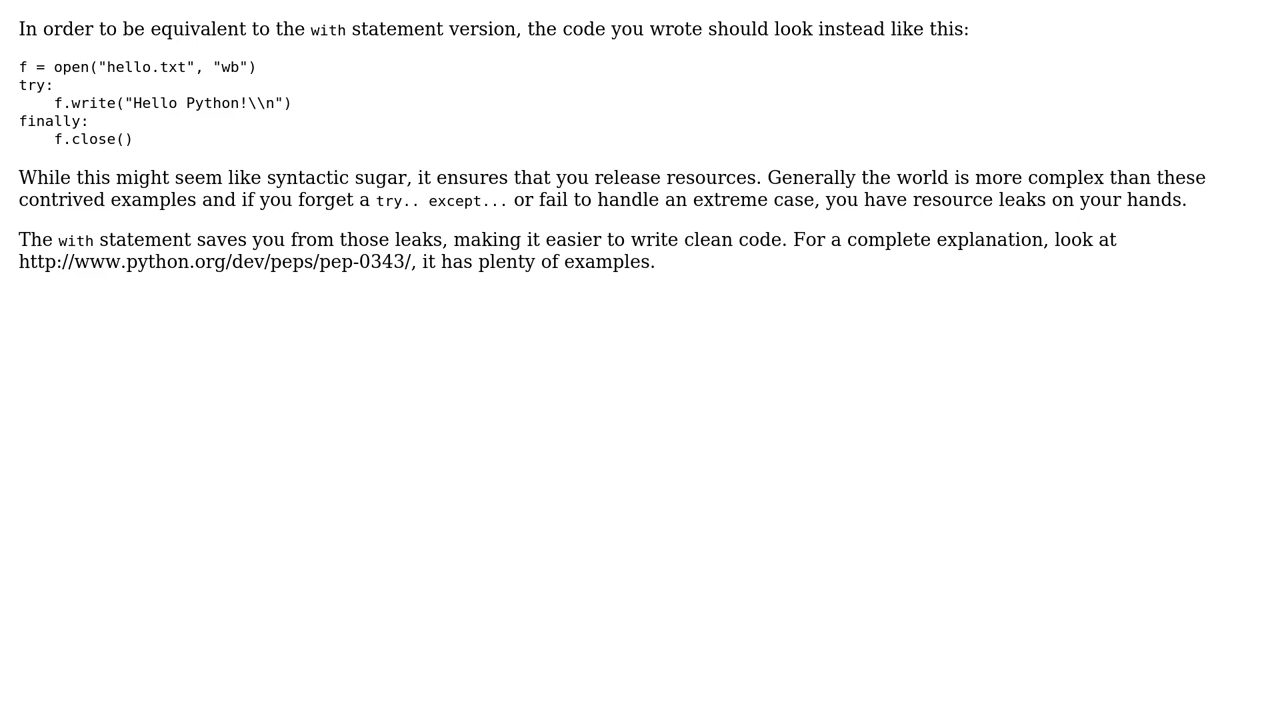 In order to be equivalent to the with statement version, the code you wrote should look instead like this:
f = open("hello.txt", "wb")
try:
    f.write("Hello Python!\\n")
finally:
    f.close()
While this might seem like syntactic sugar, it ensures that you release resources. Generally the world is more complex than these
contrived examples and if you forget a try.. except... or fail to handle an extreme case, you have resource leaks on your hands.
The with statement saves you from those leaks, making it easier to write clean code. For a complete explanation, look at
http://www.python.org/dev/peps/pep-0343/, it has plenty of examples.